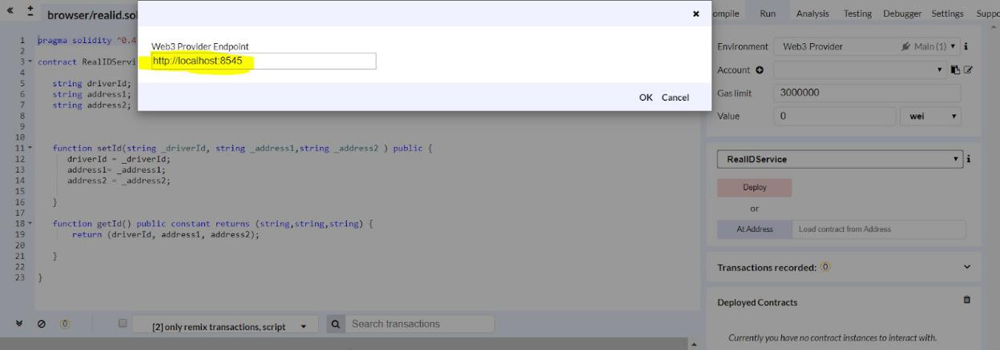 browser/realid.sol
ompile Run Analysis Testing Debugger Settings Suppo
Web3 Provider Endpoint
http://localhost:8545
OK Cancel
1 pragma solidity ^0.4
2
3 contract RealIDServi
4
5 string driverId;
6 string address1;
7 string address2;
8
9
10
11 function setId(string _driverId, string _address1,string _address2 ) public {
12 driverId = _driverId;
13 address1= _address1;
14 address2 = _address2;
15
16 }
17
18 function getId() public constant returns (string,string,string) {
19 return (driverId, address1, address2);
20
21 }
22
23 }
Environment Web3 Provider Main (1)
Account
Gas limit 3000000
Value 0 wei
RealIDService
Deploy
or
At Address Load contract from Address
Transactions recorded: 0
Deployed Contracts
Currently you have no contract instances to interact with.
0 [2] only remix transactions, script Search transactions